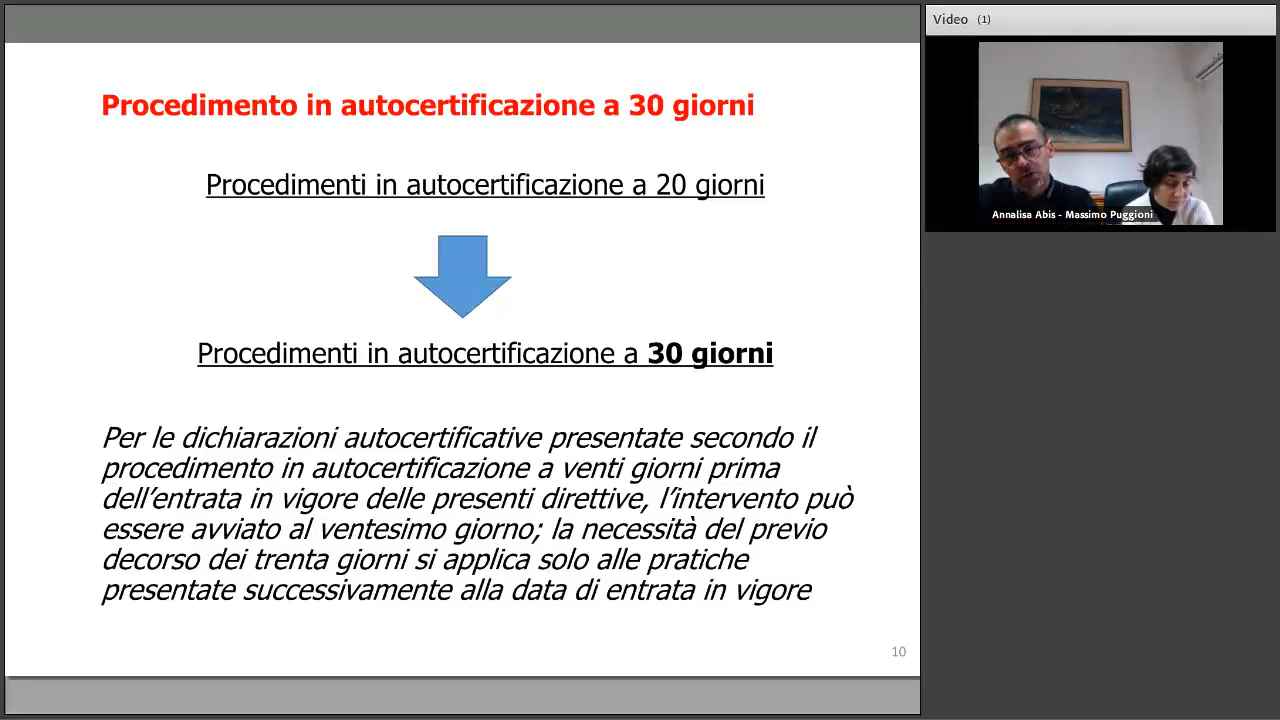 Procedimento in autocertificazione a 30 giorni
Procedimenti in autocertificazione a 20 giorni
Procedimenti in autocertificazione a 30 giorni
Per le dichiarazioni autocertificative presentate secondo il
procedimento in autocertificazione a venti giorni prima
dell’entrata in vigore delle presenti direttive, l’intervento può
essere avviato al ventesimo giorno; la necessità del previo
decorso dei trenta giorni si applica solo alle pratiche
presentate successivamente alla data di entrata in vigore
10
Video (1)
Annalisa Abis - Massimo Puggioni